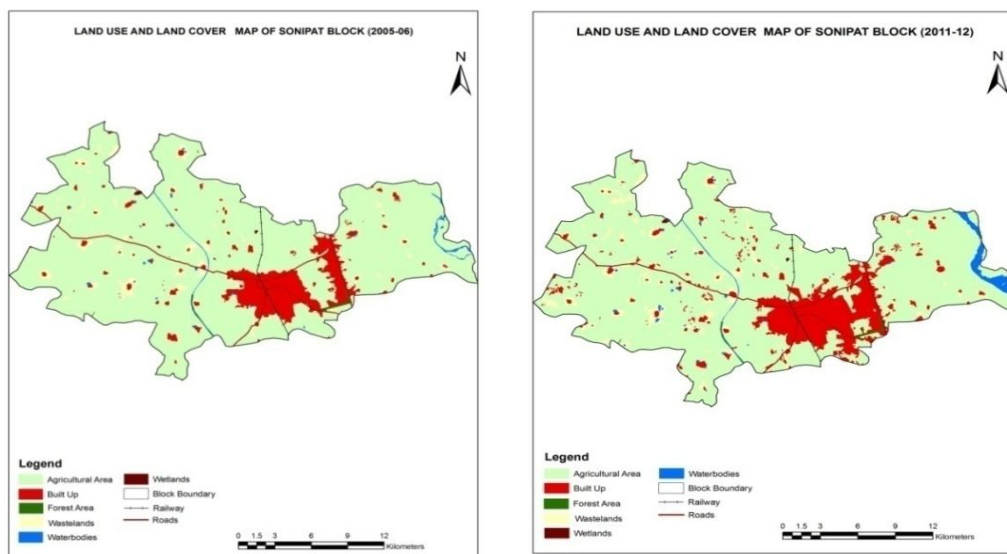 LAND USE AND LAND COVER MAP OF SONIPAT BLOCK (2005-06)
N
Legend
Agricultural Area
Built Up
Forest Area
Wastelands
Waterbodies
Wetlands
Block Boundary
Railway
Roads
0 1.5 3 6 9 12
Kilometers
LAND USE AND LAND COVER MAP OF SONIPAT BLOCK (2011-12)
N
Legend
Agricultural Area
Built Up
Forest Area
Wastelands
Wetlands
Waterbodies
Block Boundary
Railway
Roads
0 1.5 3 6 9 12
Kilometers